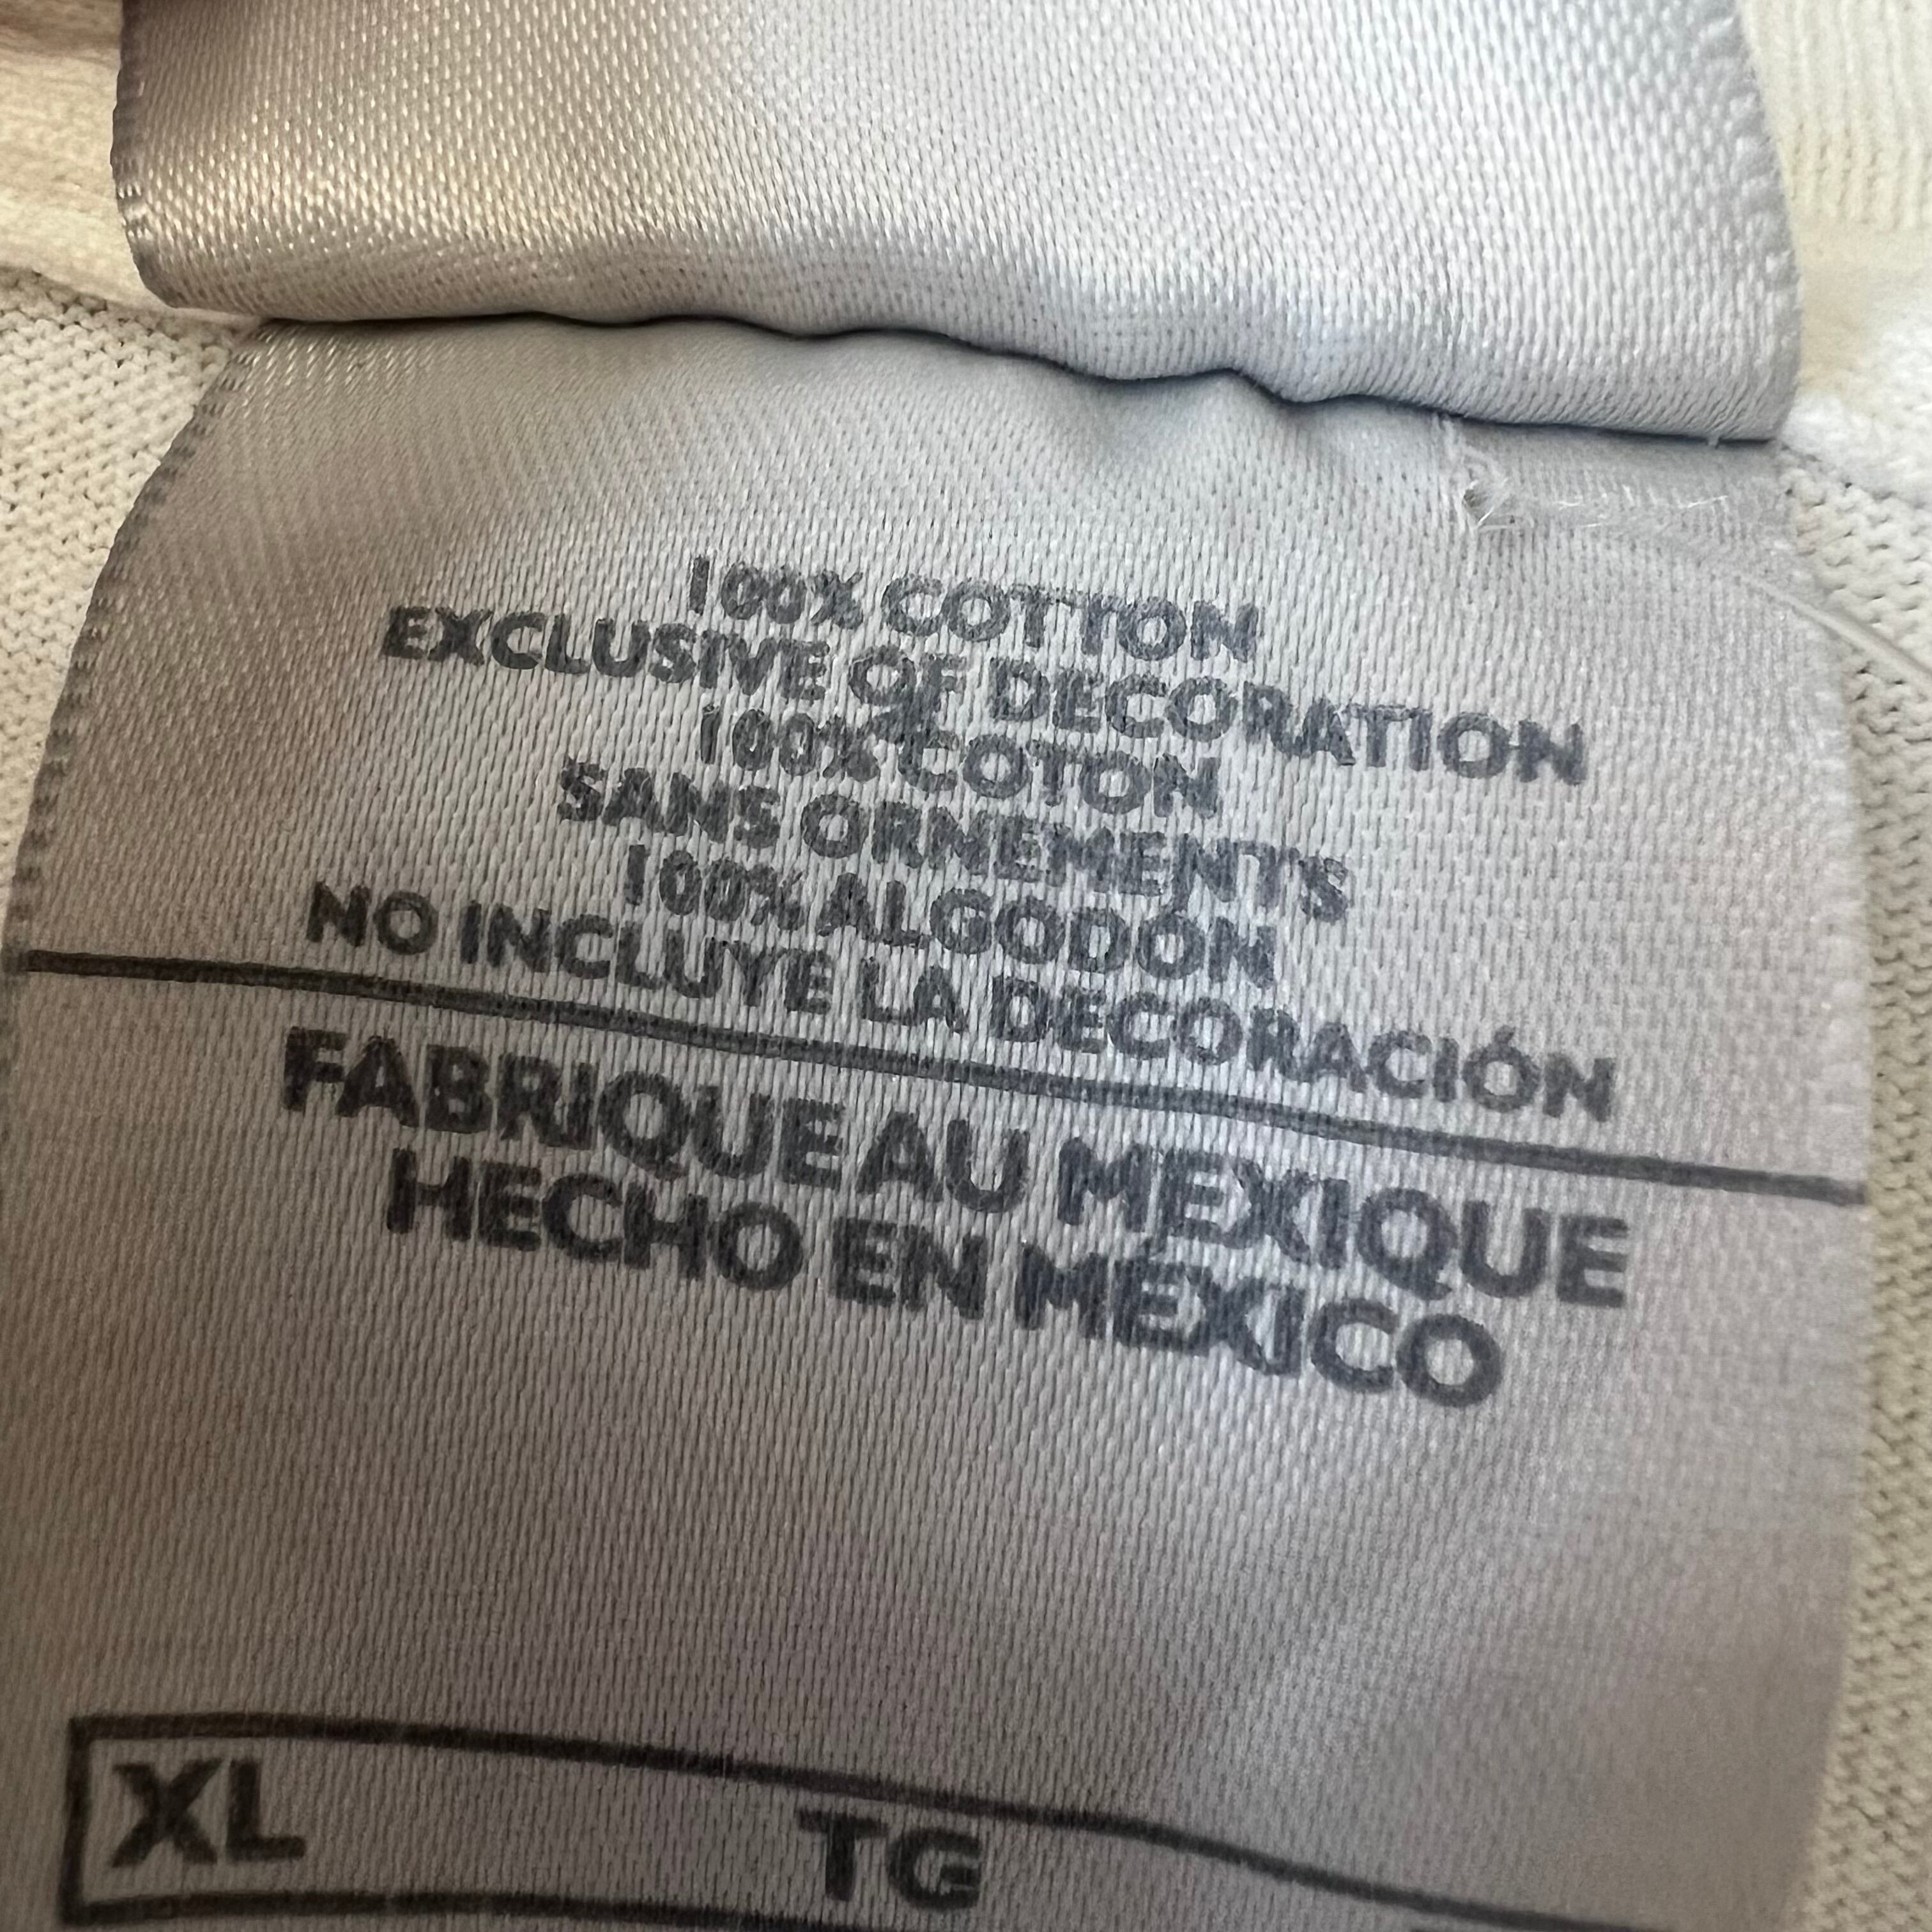 100% COTTON
EXCLUSIVE OF DECORATION
100% COTON
SANS ORNEMENTS
100% ALGODÓN
NO INCLUYE LA DECORACIÓN
FABRIQUE AU MEXIQUE
HECHO EN MÉXICO
XL TG